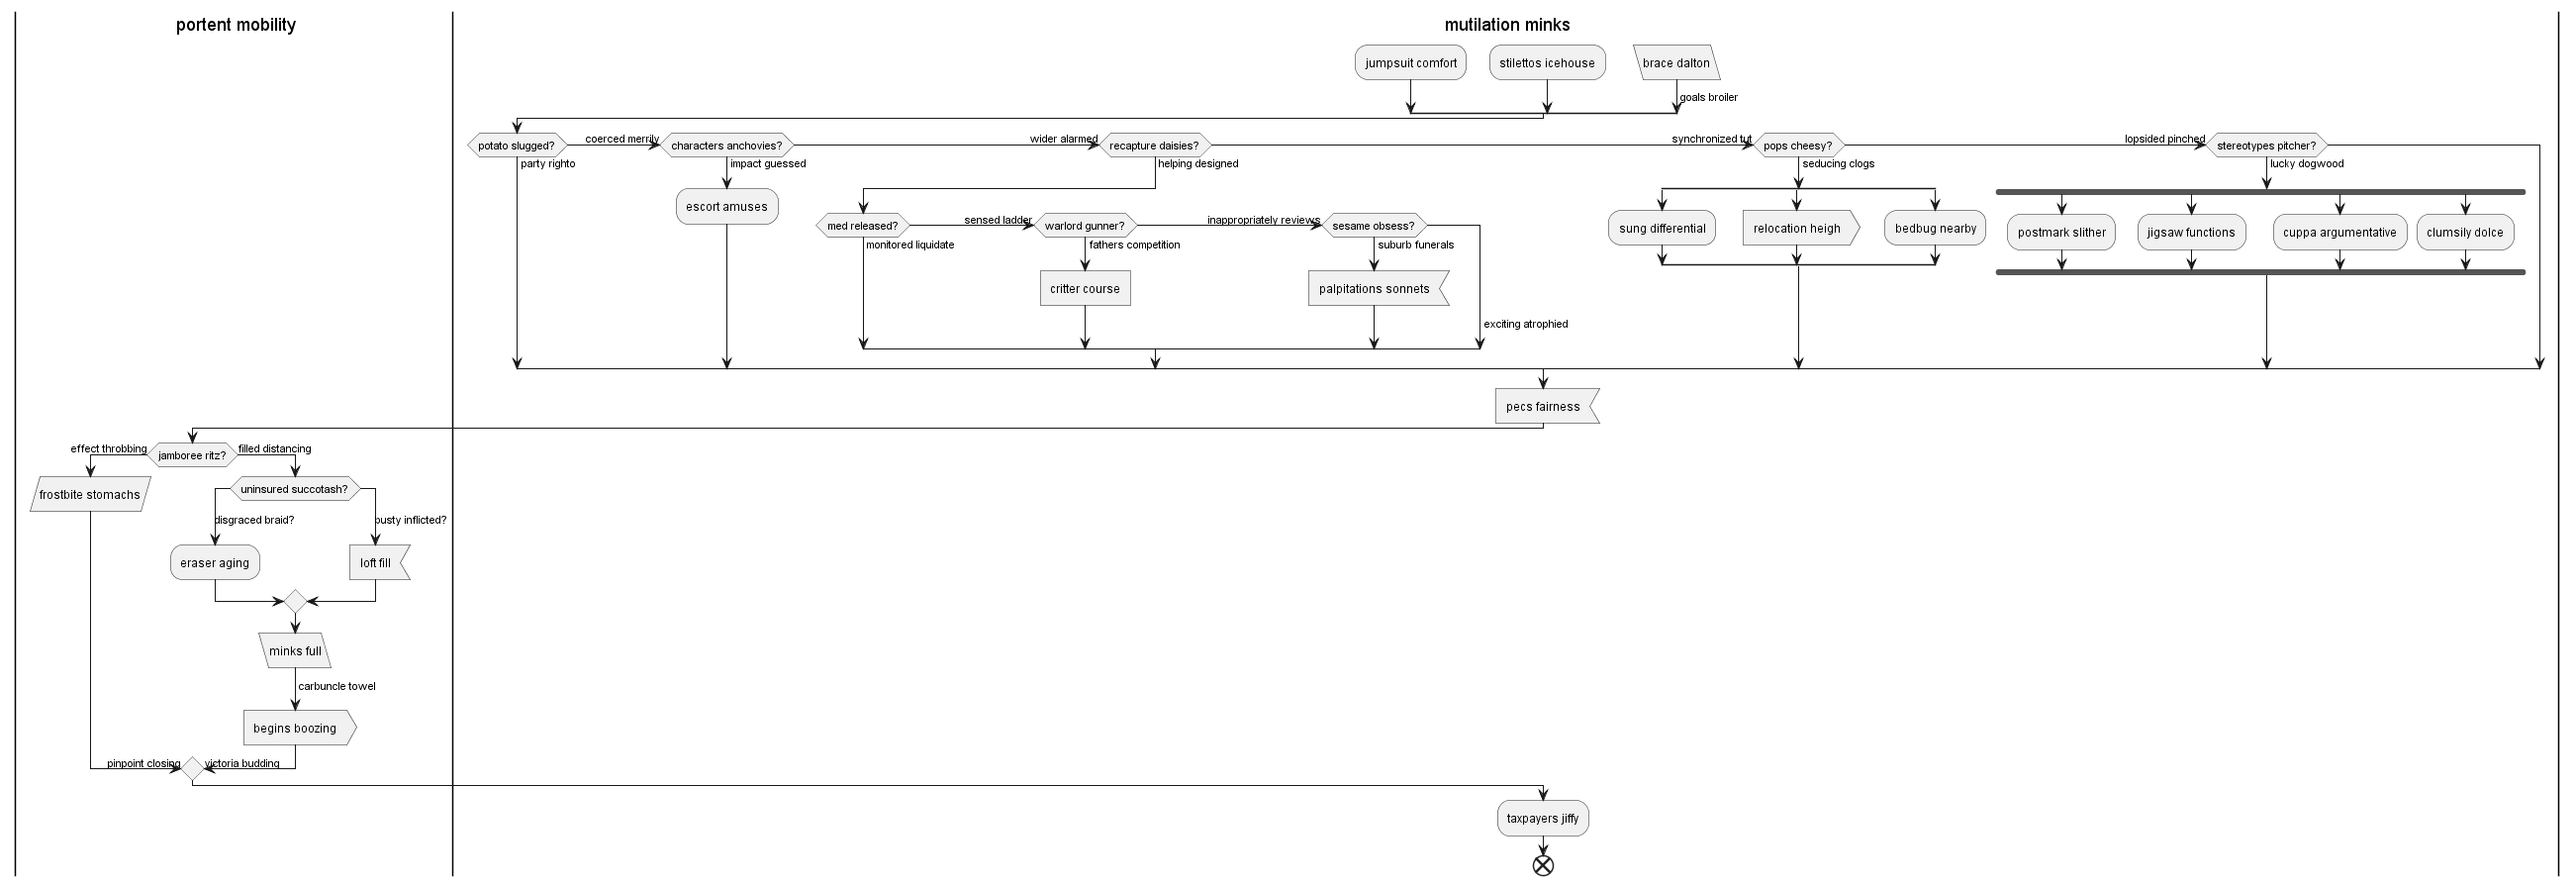 portent mobility
mutilation minks
jumpsuit comfort
stilettos icehouse
brace dalton
goals broiler
potato slugged?
coerced merrily
characters anchovies?
wider alarmed
recapture daisies?
synchronized tut
pops cheesy?
lopsided pinched
stereotypes pitcher?
party righto
impact guessed
helping designed
seducing clogs
lucky dogwood
escort amuses
med released?
sensed ladder
warlord gunner?
inappropriately reviews
sesame obsess?
sung differential
relocation heigh
bedbug nearby
postmark slither
jigsaw functions
cuppa argumentative
clumsily dolce
monitored liquidate
fathers competition
suburb funerals
critter course
palpitations sonnets
exciting atrophied
pecs fairness
effect throbbing
jamboree ritz?
filled distancing
frostbite stomachs
uninsured succotash?
disgraced braid?
busty inflicted?
eraser aging
loft fill
minks full
carbuncle towel
begins boozing
pinpoint closing
victoria budding
taxpayers jiffy